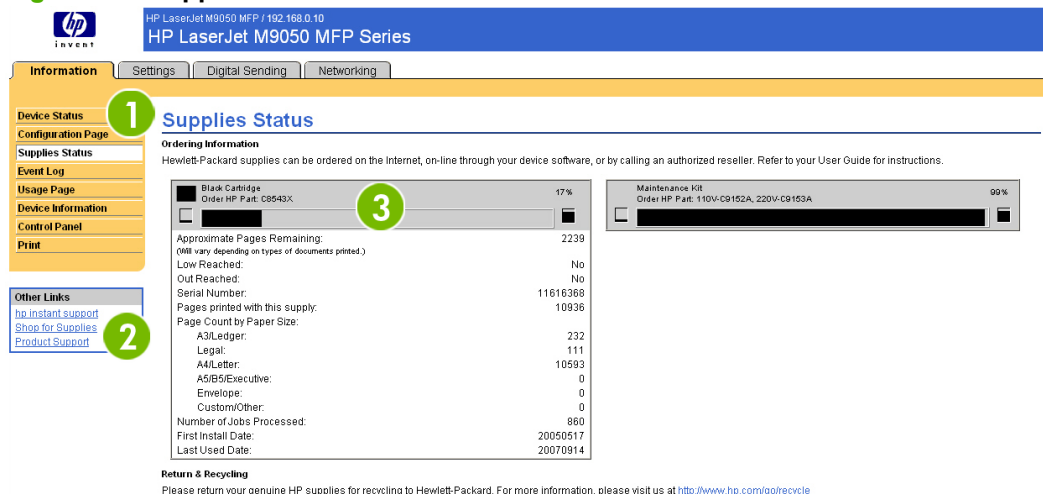 hp
invent
HP LaserJet M9050 MFP / 192.168.0.10
HP LaserJet M9050 MFP Series
Information Settings Digital Sending Networking
Device Status
Configuration Page
Supplies Status
Event Log
Usage Page
Device Information
Control Panel
Print
1
Other Links
hp instant support
Shop for Supplies
Product Support
2
Supplies Status
Ordering Information
Hewlett-Packard supplies can be ordered on the Internet, on-line through your device software, or by calling an authorized reseller. Refer to your User Guide for instructions.
Black Cartridge 17%
Order HP Part: C8543X
3
Approximate Pages Remaining: 2239
(Will vary depending on types of documents printed.)
Low Reached: No
Out Reached: No
Serial Number: 11616368
Pages printed with this supply: 10936
Page Count by Paper Size:
A3/Ledger: 232
Legal: 111
A4/Letter: 10593
A5/B5/Executive: 0
Envelope: 0
Custom/Other: 0
Number of Jobs Processed: 860
First Install Date: 20050517
Last Used Date: 20070914
Maintenance Kit 99%
Order HP Part: 110V-C9152A, 220V-C9153A
Return & Recycling
Please return your genuine HP supplies for recycling to Hewlett-Packard. For more information, please visit us at http://www.hp.com/go/recycle